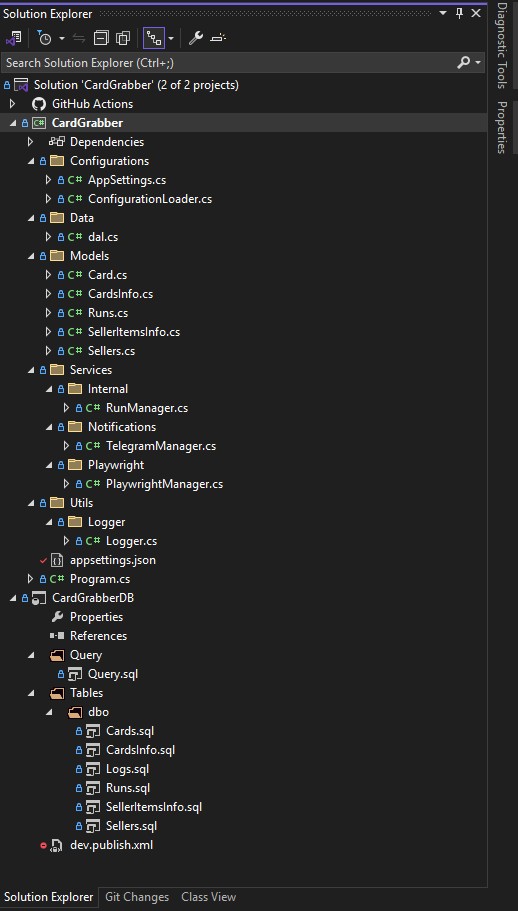 Solution Explorer
Search Solution Explorer (Ctrl+;)
Solution 'CardGrabber' (2 of 2 projects)
GitHub Actions
C# CardGrabber
Dependencies
Configurations
C# AppSettings.cs
C# ConfigurationLoader.cs
Data
C# dal.cs
Models
C# Card.cs
C# CardsInfo.cs
C# Runs.cs
C# SellerItemsInfo.cs
C# Sellers.cs
Services
Internal
C# RunManager.cs
Notifications
C# TelegramManager.cs
Playwright
C# PlaywrightManager.cs
Utils
Logger
C# Logger.cs
appsettings.json
C# Program.cs
CardGrabberDB
Properties
References
Query
Query.sql
Tables
dbo
Cards.sql
CardsInfo.sql
Logs.sql
Runs.sql
SellerItemsInfo.sql
Sellers.sql
dev.publish.xml
Solution Explorer Git Changes Class View
Diagnostic Tools
Properties